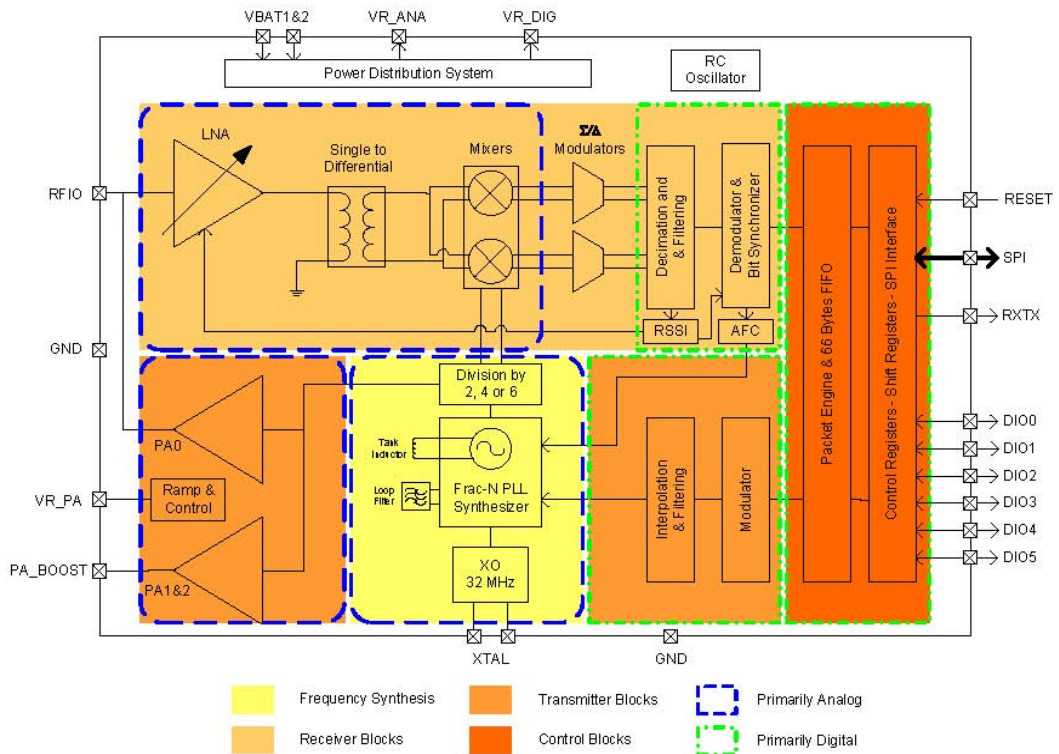 VBAT1&2
VR_ANA
VR_DIG
Power Distribution System
RC
Oscillator
LNA
Single to
Differential
Mixers
Σ/Δ
Modulators
Decimation and
& Filtering
Demodulator &
Bit Synchronizer
RSSI
AFC
RFIO
GND
VR_PA
PA_BOOST
PA0
Ramp &
Control
PA1&2
Division by
2, 4 or 6
Tank
Inductor
Loop
Filter
Frac-N PLL
Synthesizer
XO
32 MHz
XTAL
GND
Interpolation
& Filtering
Modulator
Packet Engine & 66 Bytes FIFO
Control Registers - Shift Registers - SPI Interface
RESET
SPI
RXTX
DIO0
DIO1
DIO2
DIO3
DIO4
DIO5
Frequency Synthesis
Transmitter Blocks
Primarily Analog
Receiver Blocks
Control Blocks
Primarily Digital